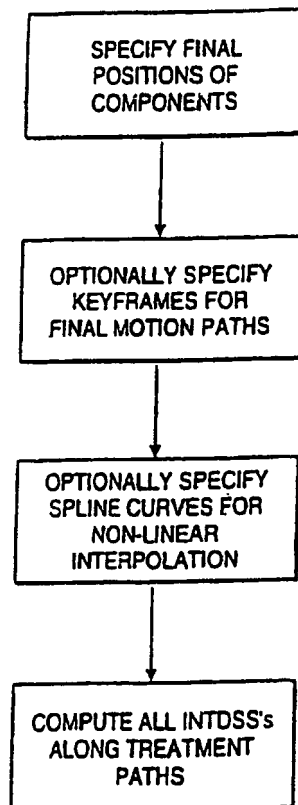 SPECIFY FINAL
POSITIONS OF
COMPONENTS
OPTIONALLY SPECIFY
KEYFRAMES FOR
FINAL MOTION PATHS
OPTIONALLY SPECIFY
SPLINE CURVES FOR
NON-LINEAR
INTERPOLATION
COMPUTE ALL INTDSS's
ALONG TREATMENT
PATHS